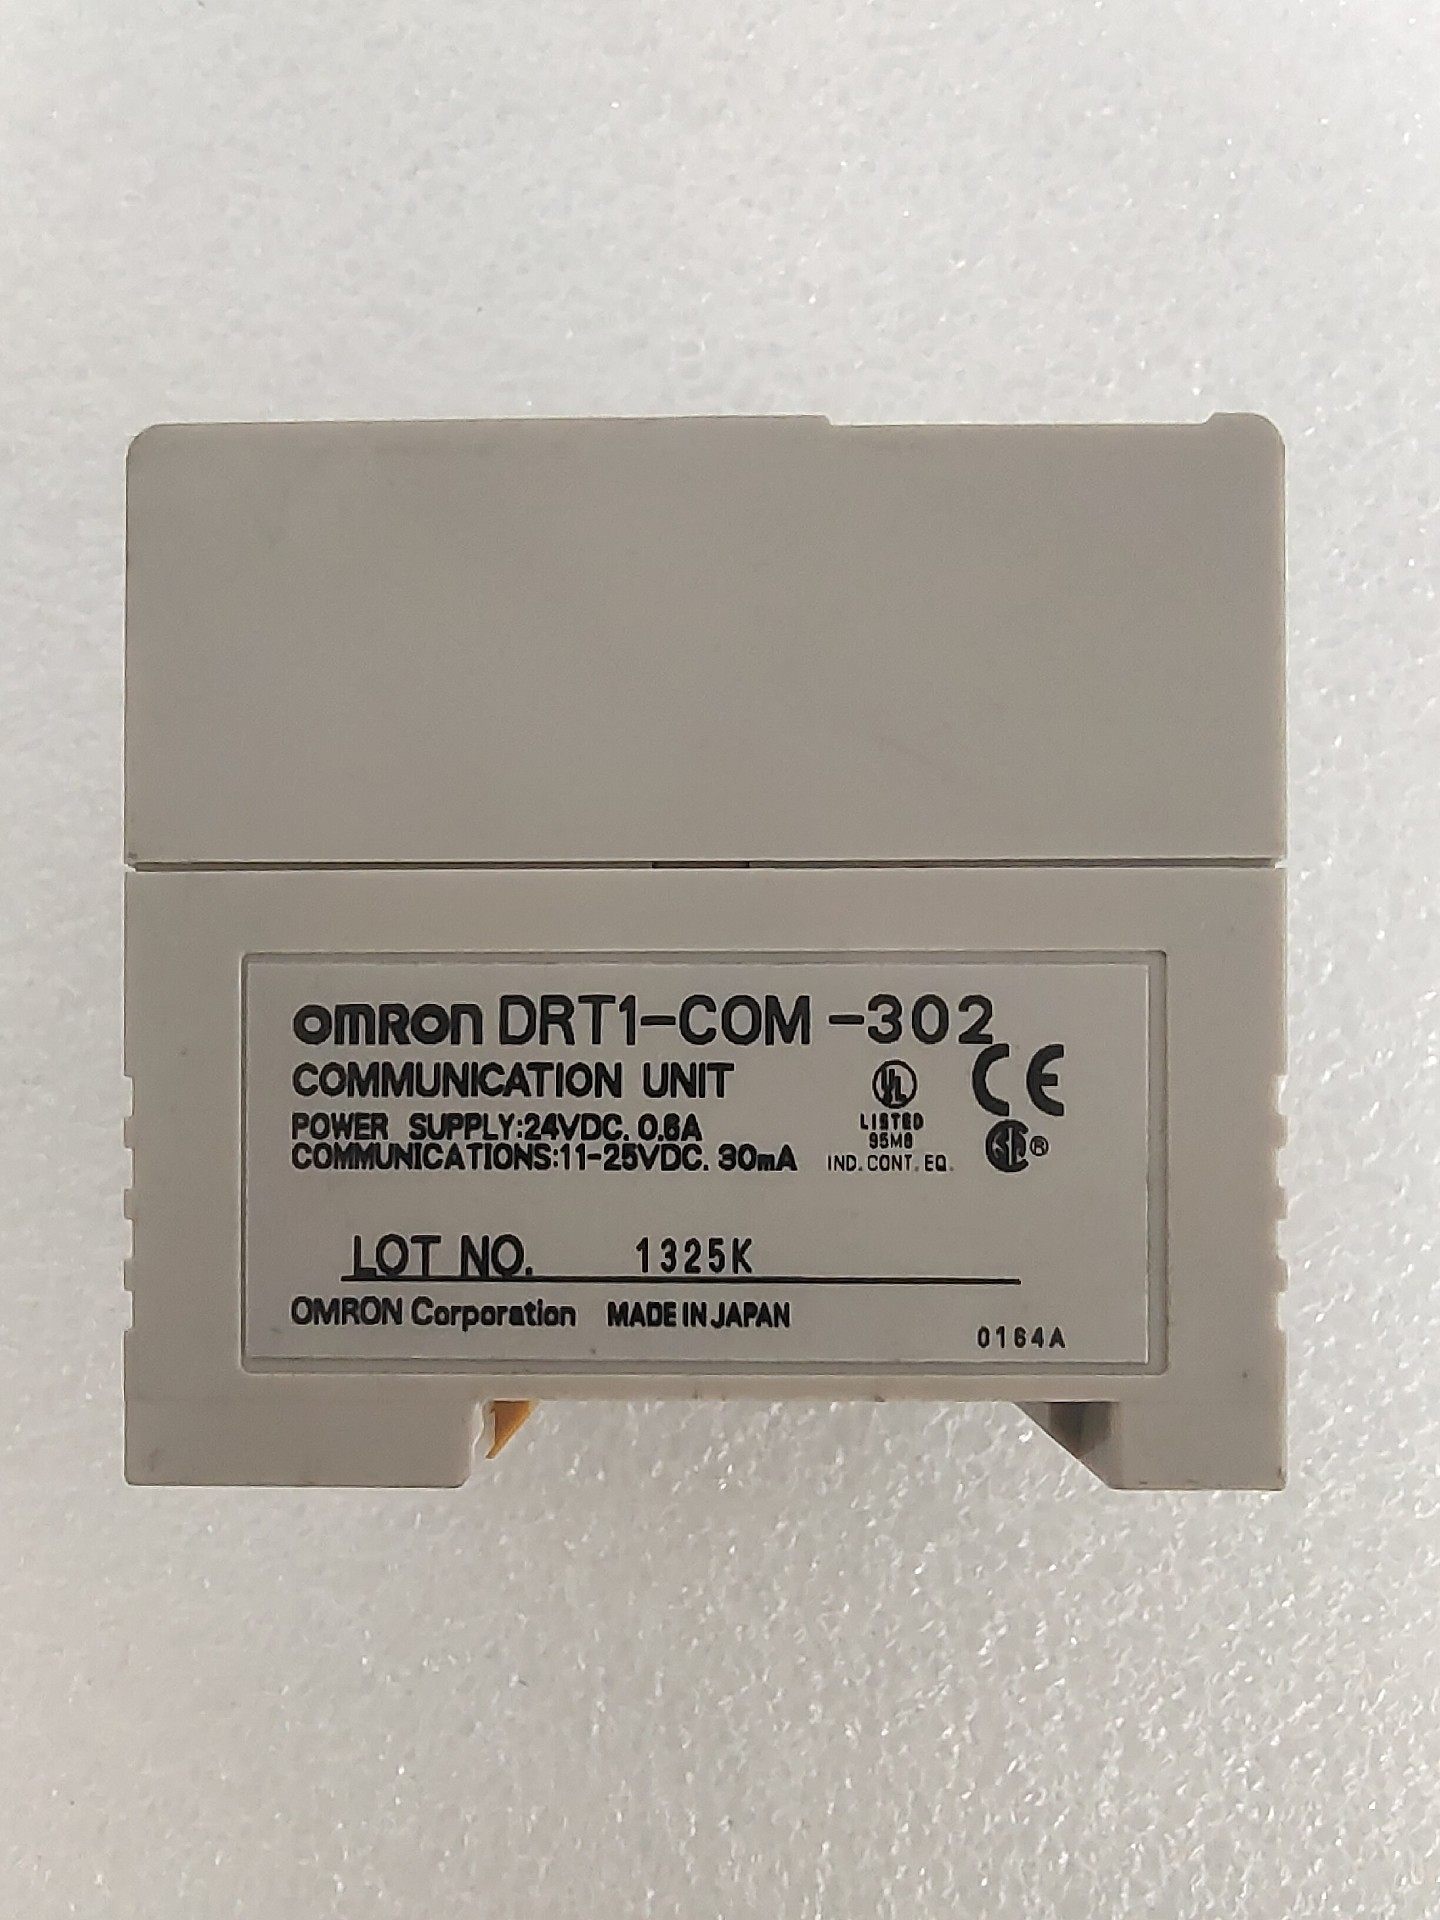 omron DRT1-COM -302
COMMUNICATION UNIT
CE
POWER SUPPLY:24VDC. 0.6A
UL
LISTED
95M8
IND. CONT. EQ.
COMMUNICATIONS:11-25VDC. 30mA
®
LOT NO. 1325K
OMRON Corporation MADE IN JAPAN
0164A